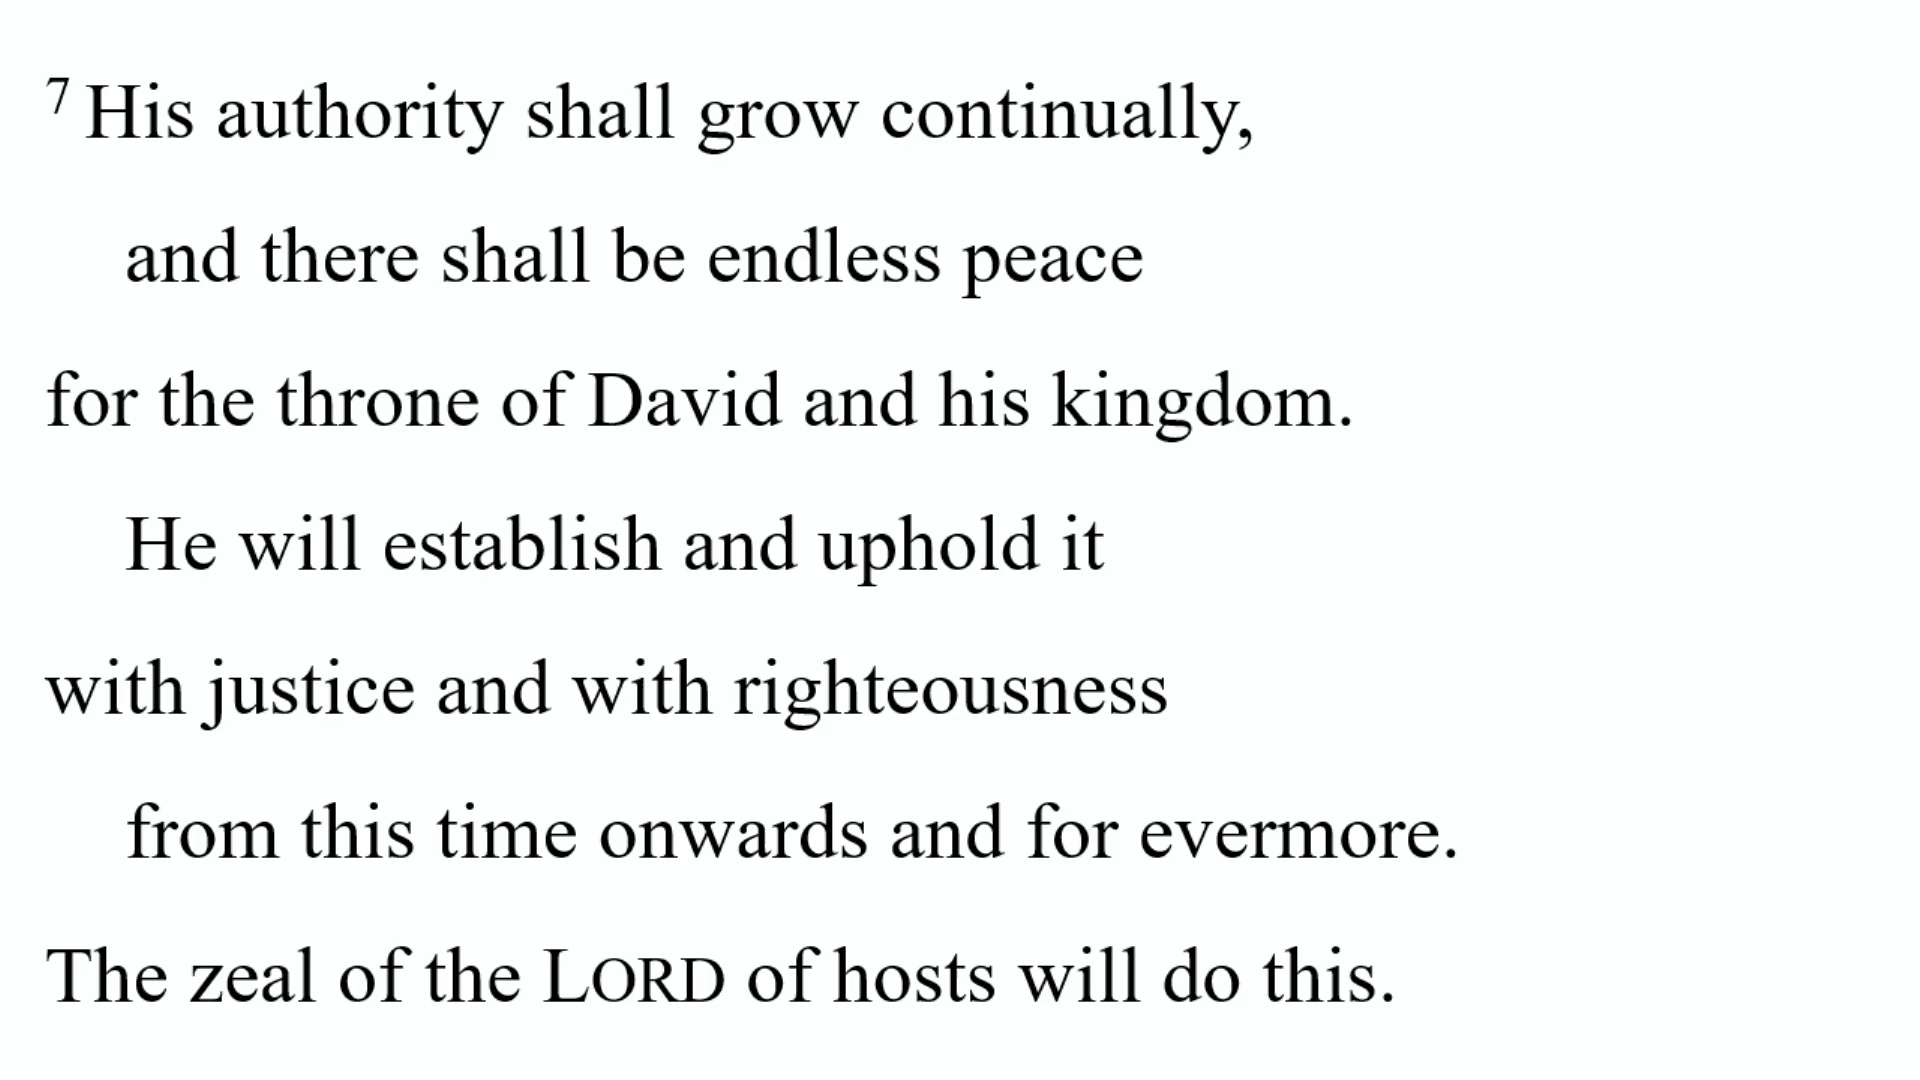 7 His authority shall grow continually,
and there shall be endless peace
for the throne of David and his kingdom.
He will establish and uphold it
with justice and with righteousness
from this time onwards and for evermore.
The zeal of the LORD of hosts will do this.